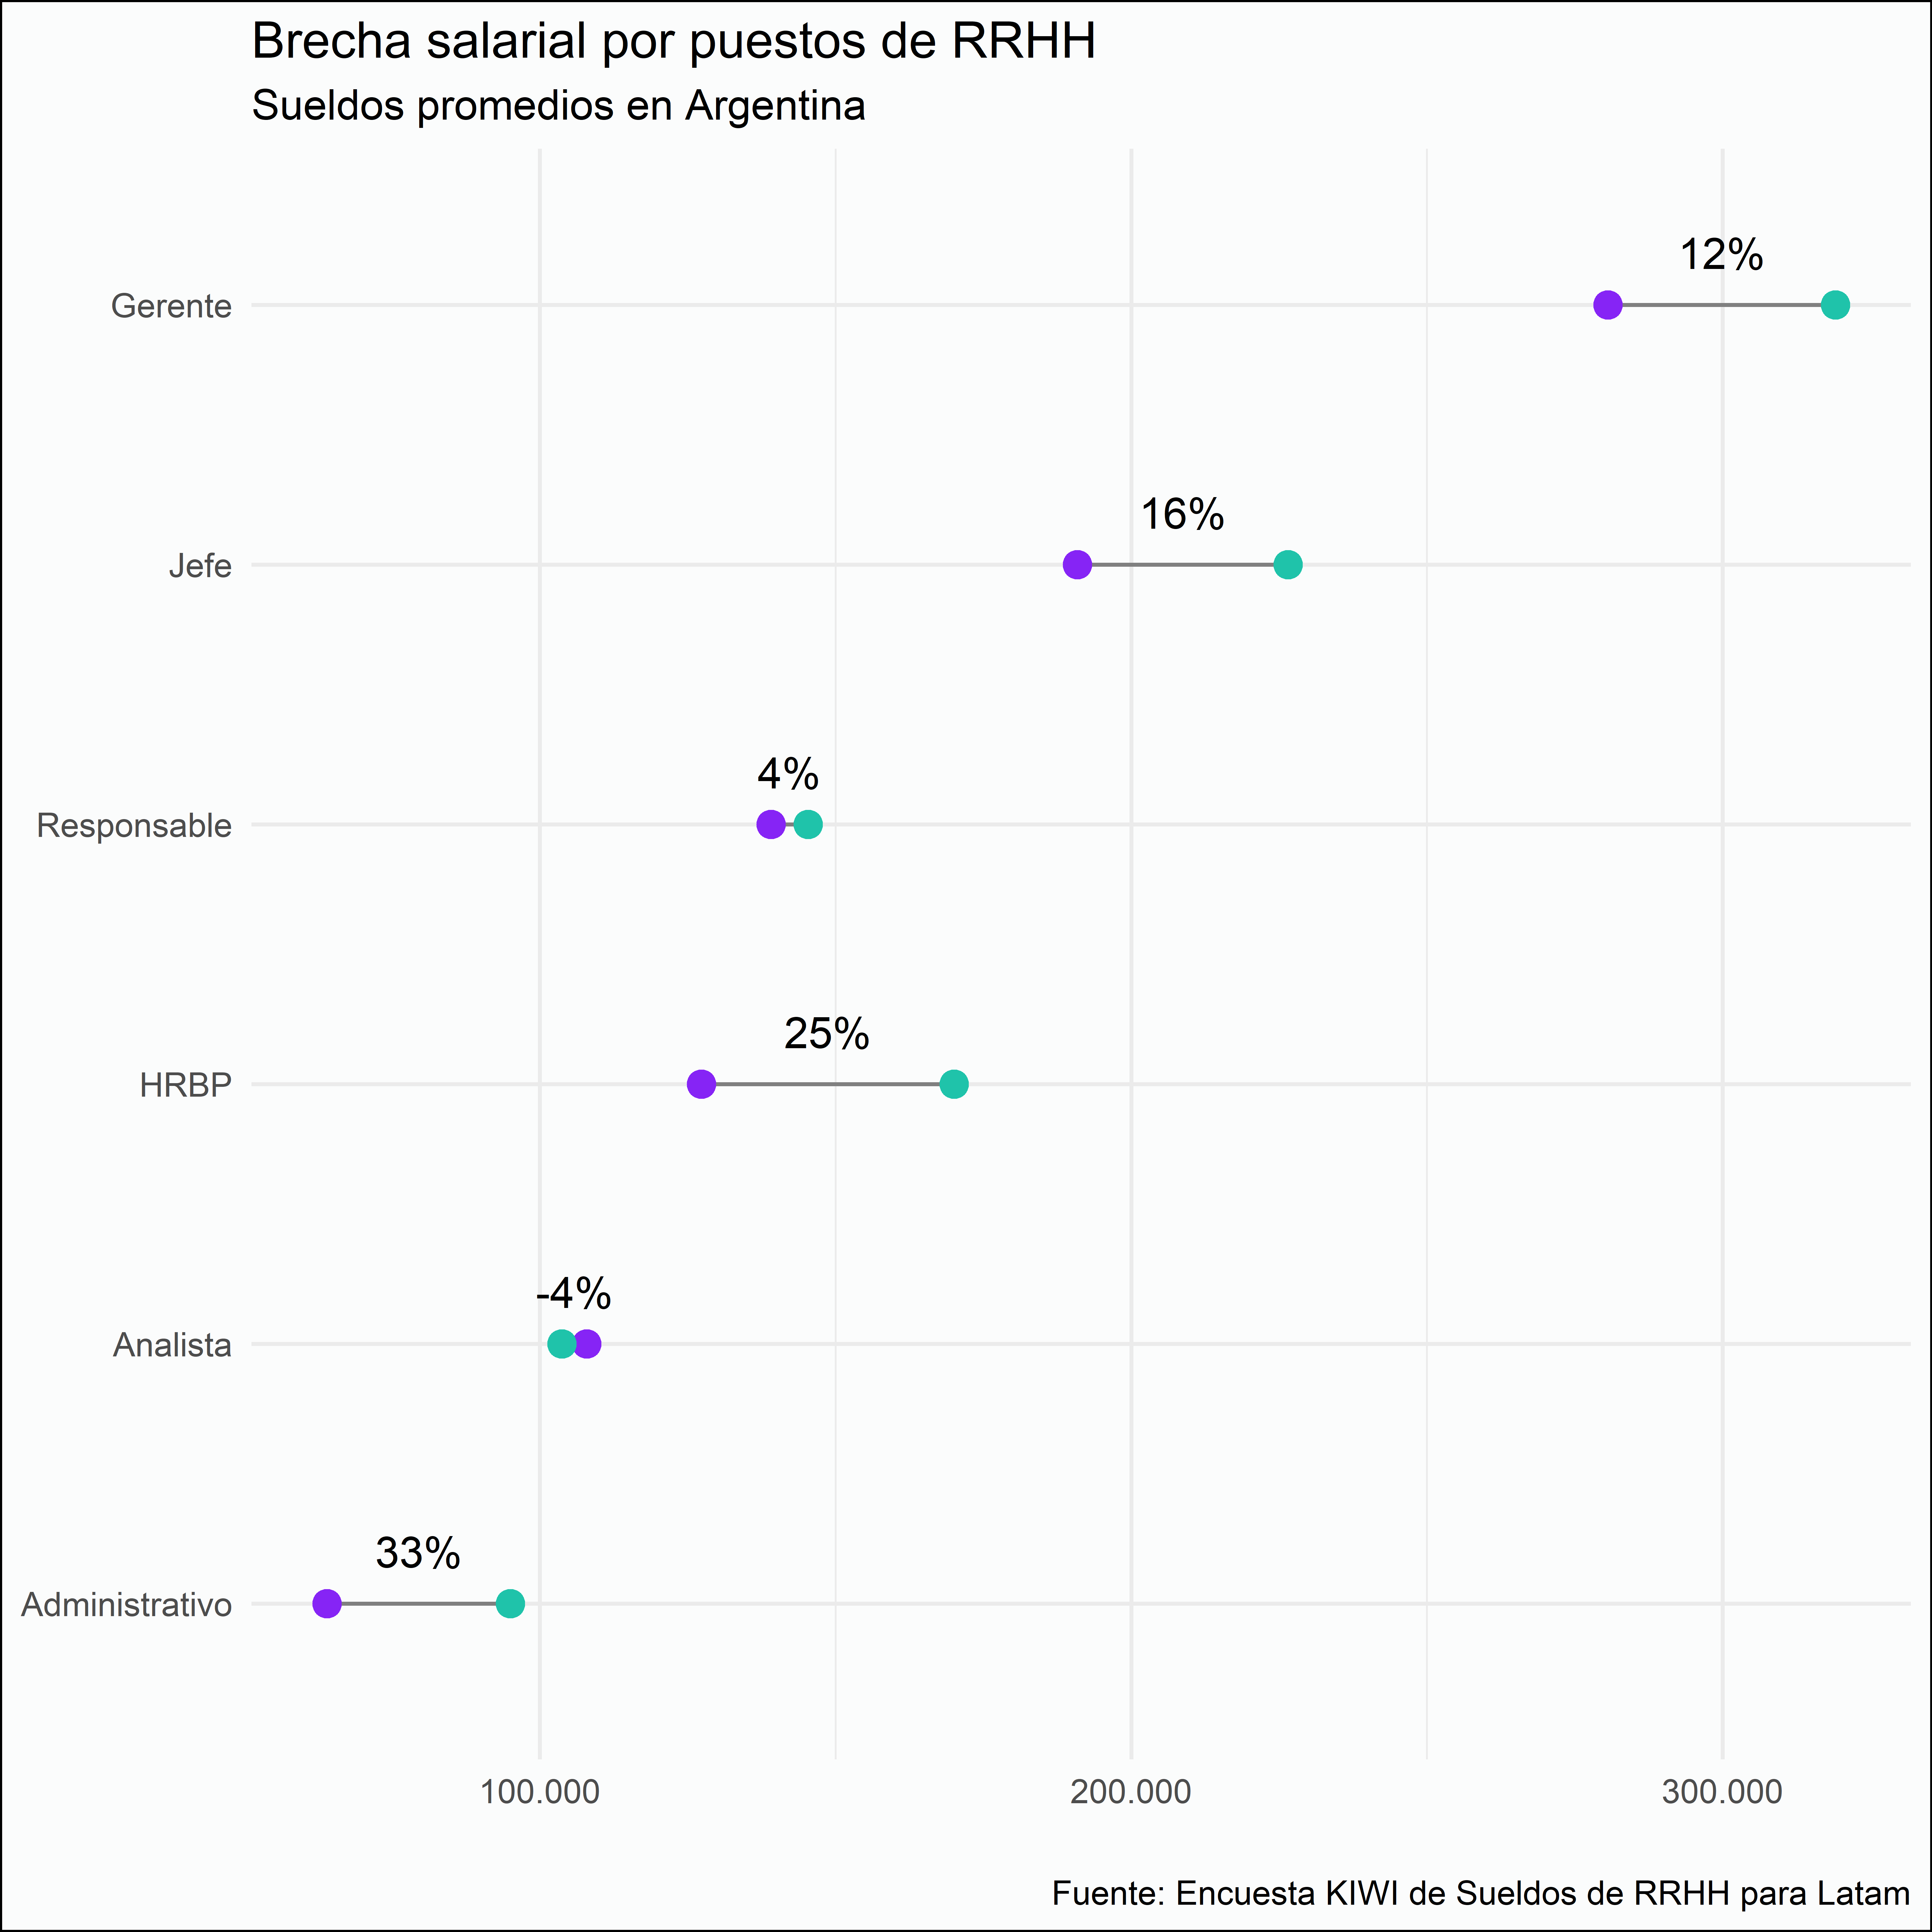 Brecha salarial por puestos de RRHH
Sueldos promedios en Argentina
12%
Gerente
16%
Jefe
4%
Responsable
25%
HRBP
-4%
Analista
33%
Administrativo
100.000 200.000 300.000
Fuente: Encuesta KIWI de Sueldos de RRHH para Latam